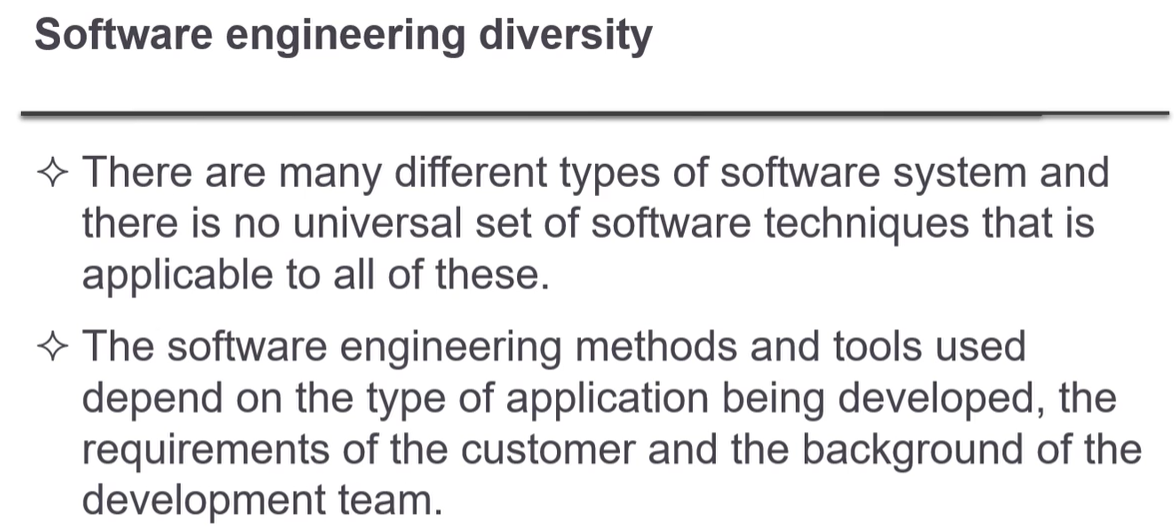 Software engineering diversity
✧ There are many different types of software system and
there is no universal set of software techniques that is
applicable to all of these.
✧ The software engineering methods and tools used
depend on the type of application being developed, the
requirements of the customer and the background of the
development team.